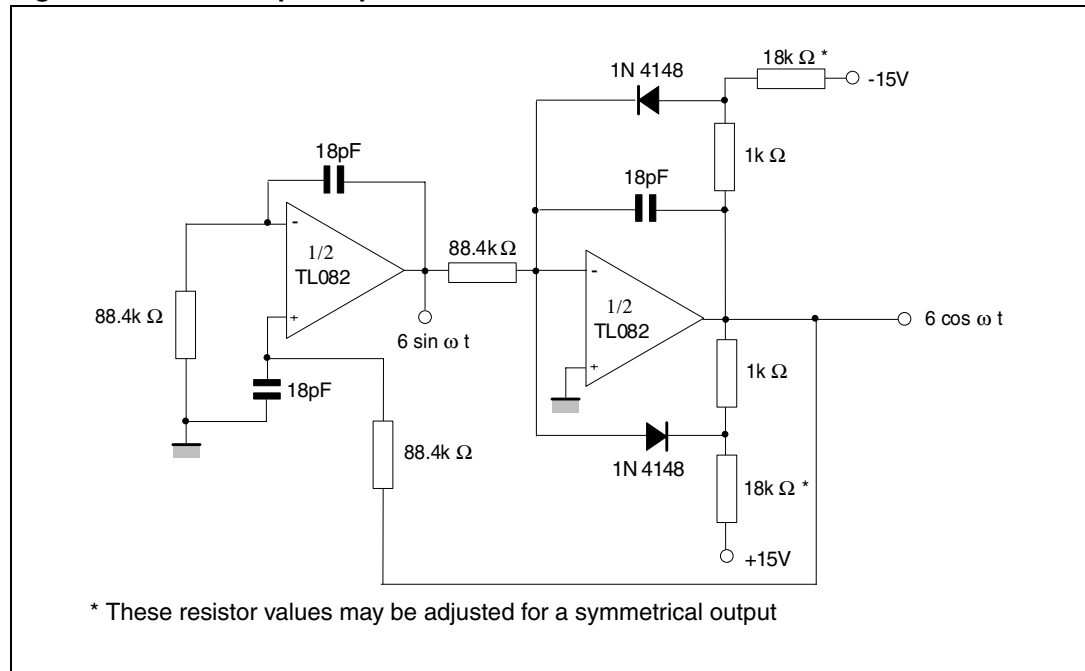 18k Ω *
1N 4148
-15V
1k Ω
18pF
18pF
-
1/2
TL082
+
88.4k Ω
-
1/2
TL082
+
88.4k Ω
6 sin ω t
6 cos ω t
18pF
1k Ω
88.4k Ω
1N 4148
18k Ω *
+15V
* These resistor values may be adjusted for a symmetrical output